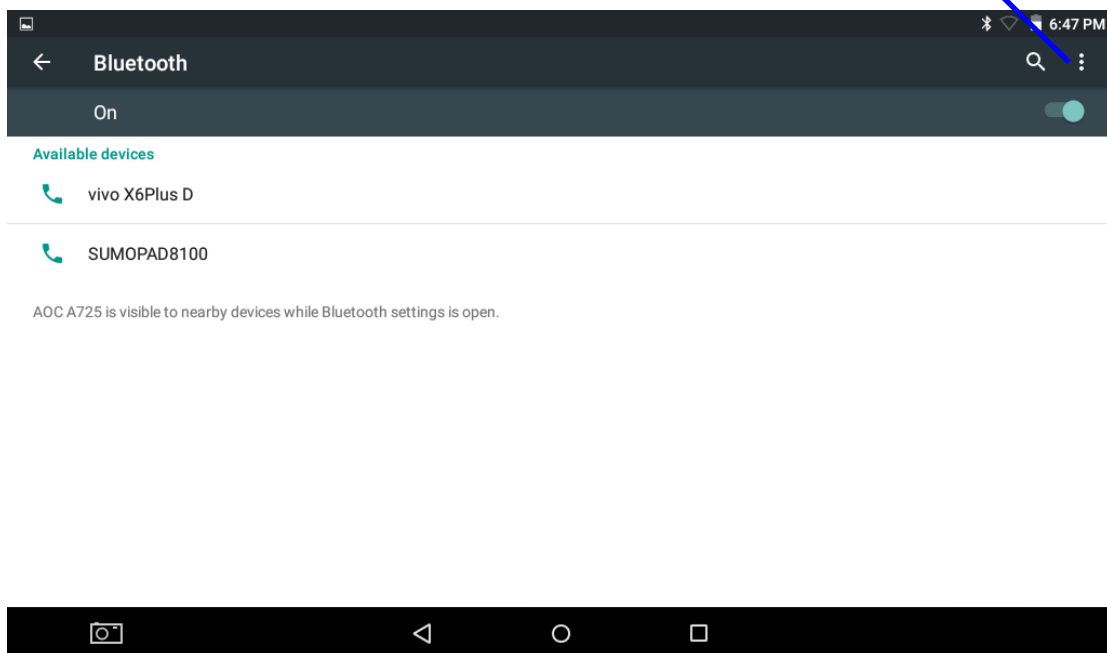 6:47 PM
Bluetooth
On
Available devices
vivo X6Plus D
SUMOPAD8100
AOC A725 is visible to nearby devices while Bluetooth settings is open.